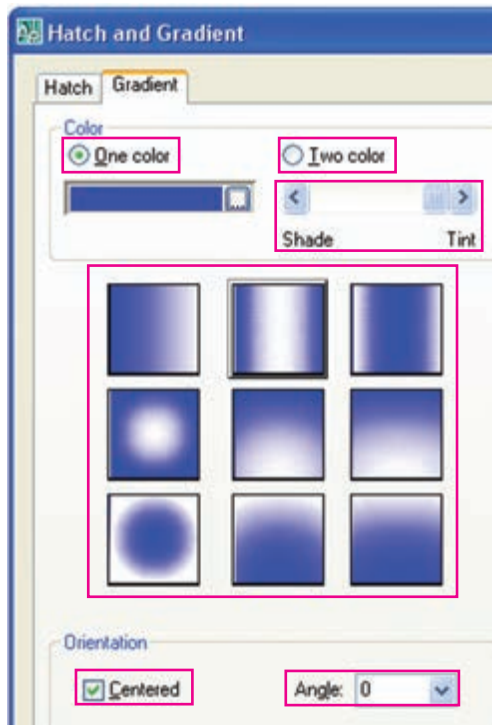 Hatch and Gradient
Hatch Gradient
Color
One color Two color
...
Shade Tint
Orientation
Centered Angle: 0